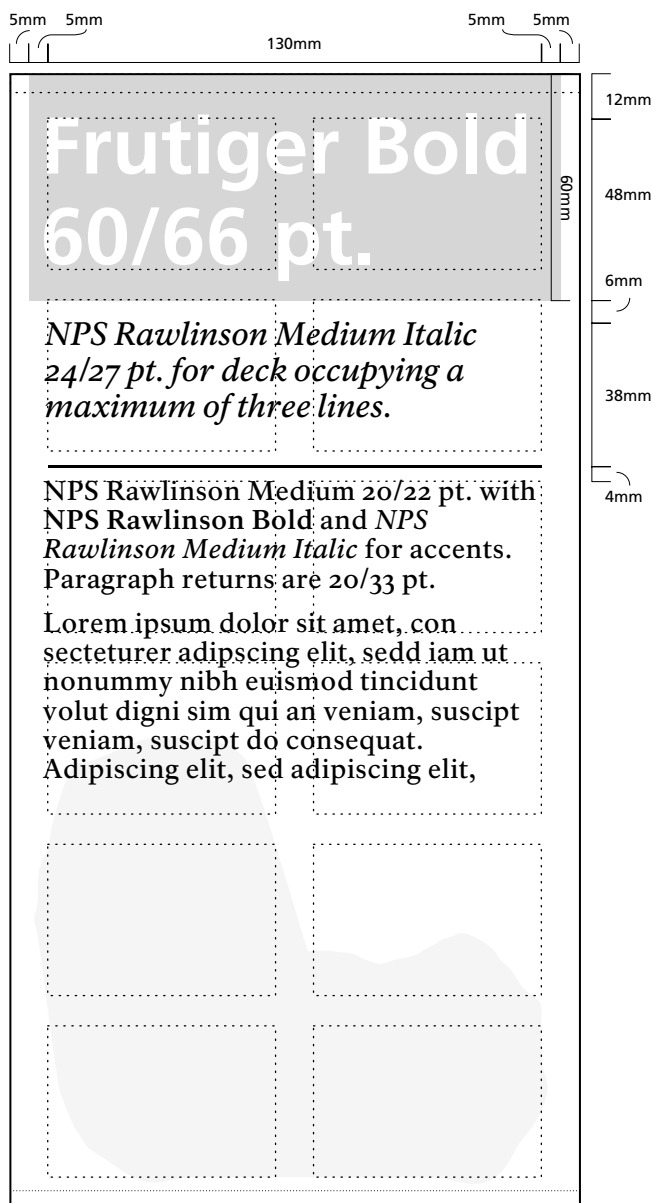 5mm 5mm 5mm 5mm
130mm
12mm
Frutiger Bold
60/66 pt.
60mm
48mm
6mm
NPS Rawlinson Medium Italic
24/27 pt. for deck occupying a
maximum of three lines.
38mm
4mm
NPS Rawlinson Medium 20/22 pt. with
NPS Rawlinson Bold and NPS
Rawlinson Medium Italic for accents.
Paragraph returns are 20/33 pt.
Lorem ipsum dolor sit amet, con
secteturer adipscing elit, sedd iam ut
nonummy nibh euismod tincidunt
volut digni sim qui an veniam, suscipt
veniam, suscipt do consequat.
Adipiscing elit, sed adipiscing elit,